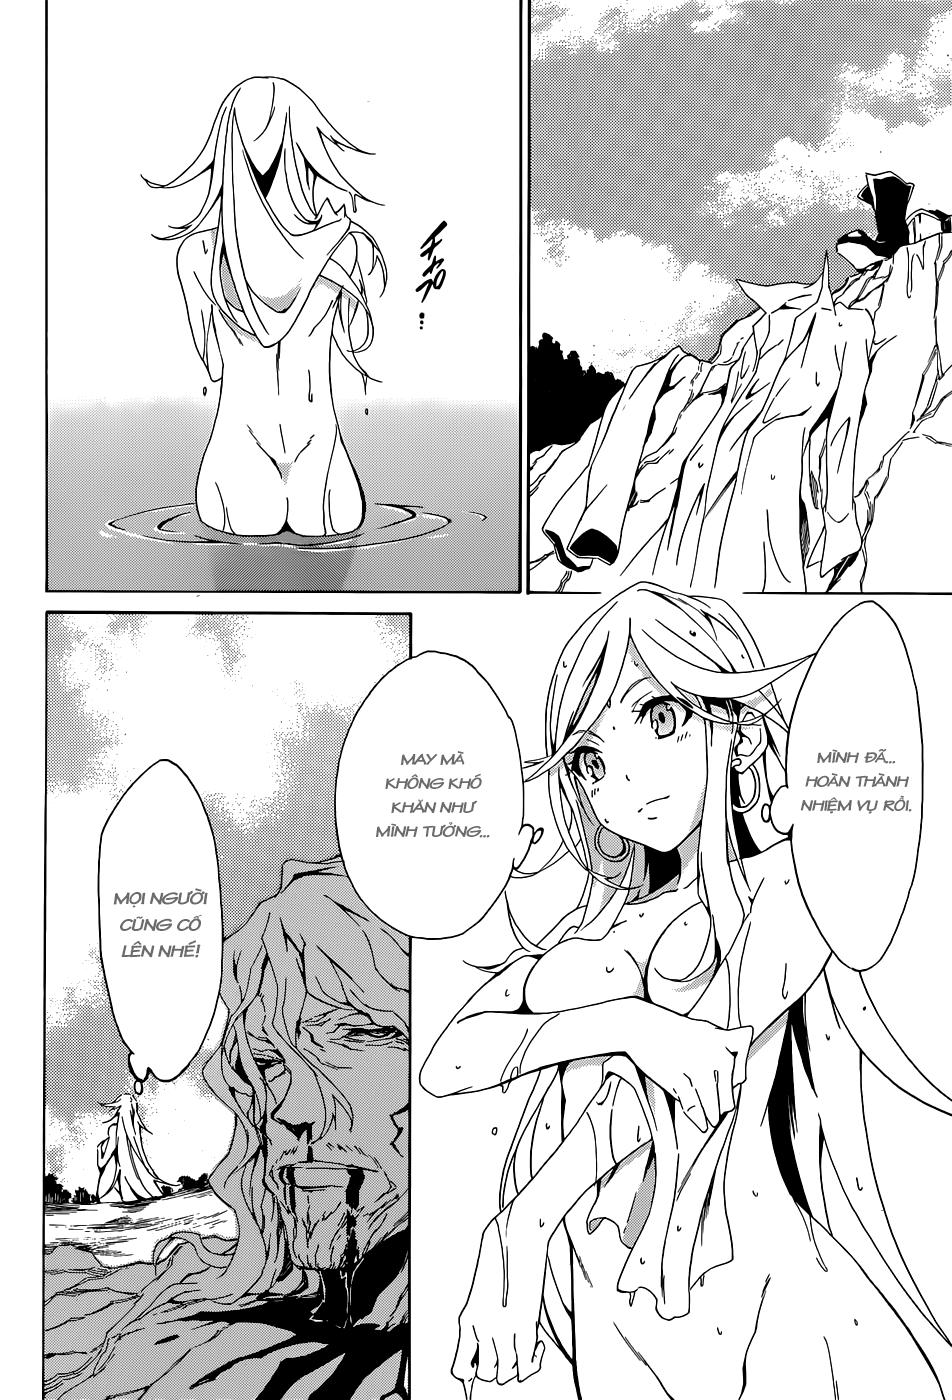 チャプ…
MÌNH ĐÃ...
HOÀN THÀNH
NHIỆM VỤ RỒI.
MAY MÀ
KHÔNG KHÓ
KHĂN NHƯ
MÌNH TƯỞNG...
MỌI NGƯỜI
CŨNG CỐ
LÊN NHÉ!